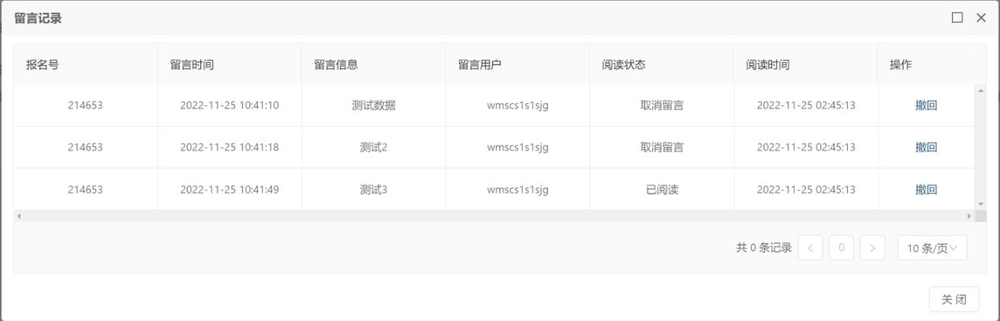 留言记录
报名号 留言时间 留言信息 留言用户 阅读状态 阅读时间 操作
214653 2022-11-25 10:41:10 测试数据 wmscs1s1sjg 取消留言 2022-11-25 02:45:13 撤回
214653 2022-11-25 10:41:18 测试2 wmscs1s1sjg 取消留言 2022-11-25 02:45:13 撤回
214653 2022-11-25 10:41:49 测试3 wmscs1s1sjg 已阅读 2022-11-25 02:45:13 撤回
共 0 条记录 < 0 > 10 条/页
关 闭